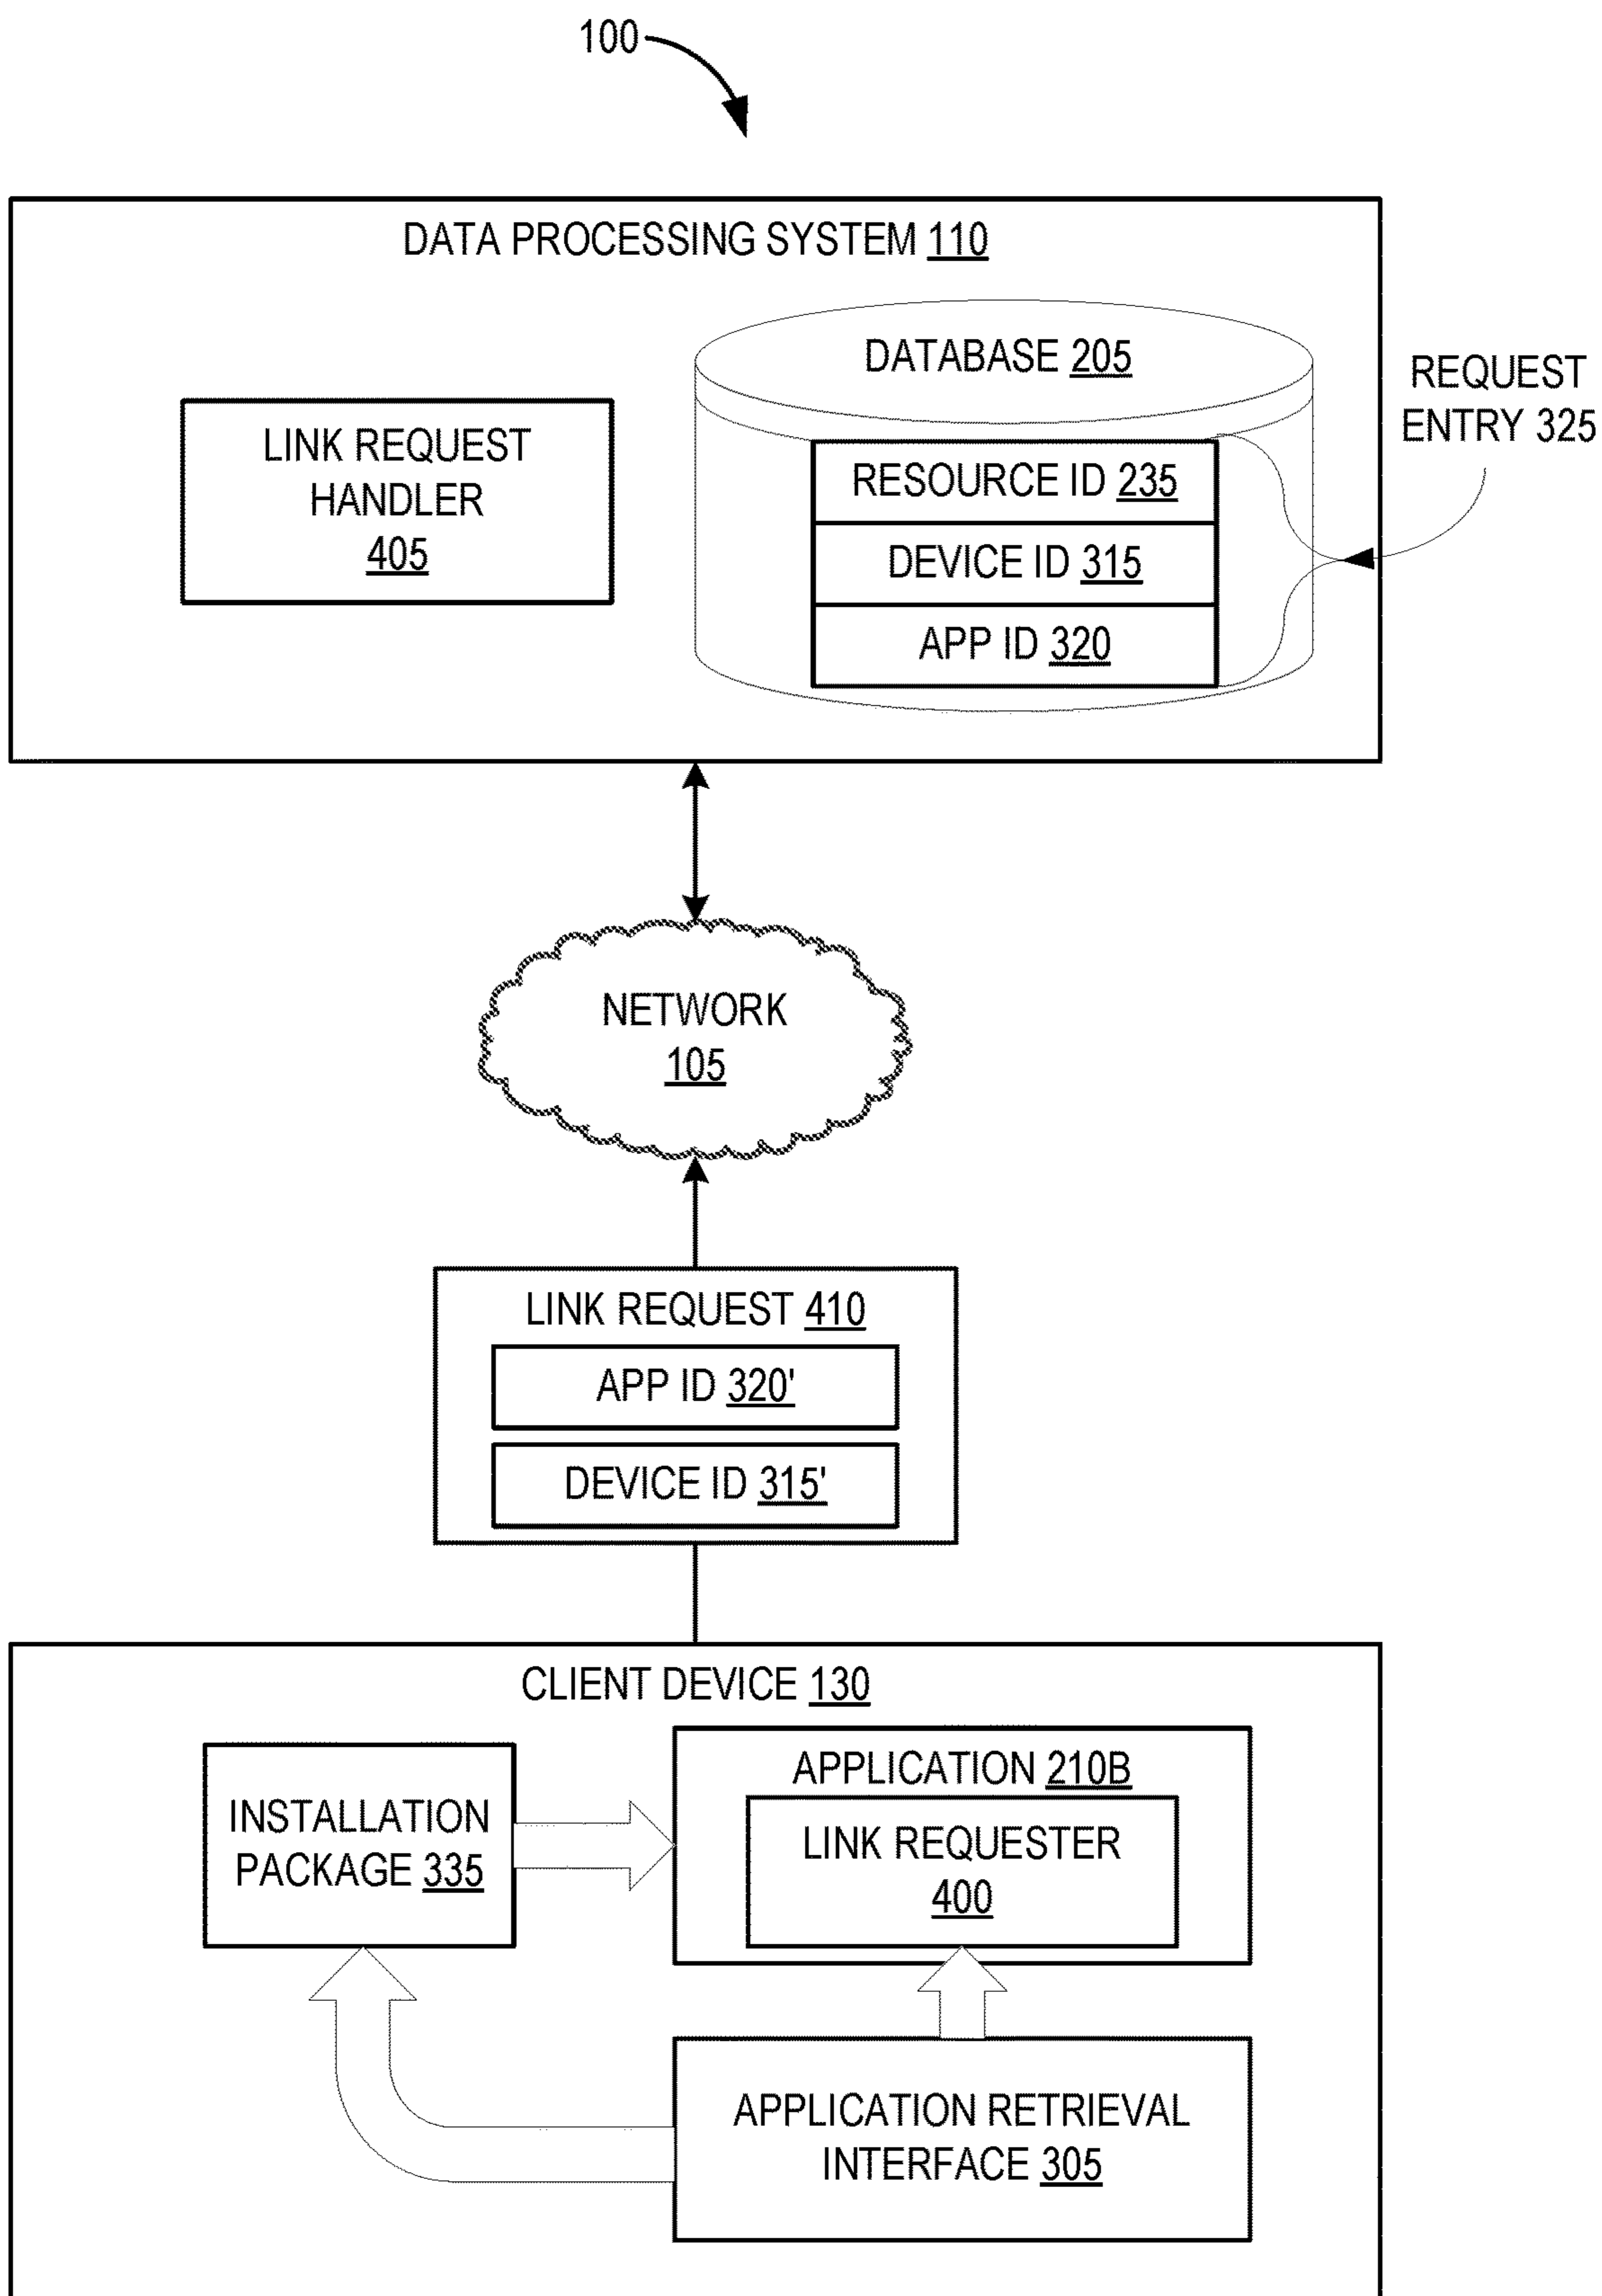 100
DATA PROCESSING SYSTEM 110
DATABASE 205
REQUEST
ENTRY 325
LINK REQUEST
HANDLER
405
RESOURCE ID 235
DEVICE ID 315
APP ID 320
NETWORK
105
LINK REQUEST 410
APP ID 320'
DEVICE ID 315'
CLIENT DEVICE 130
INSTALLATION
PACKAGE 335
APPLICATION 210B
LINK REQUESTER
400
APPLICATION RETRIEVAL
INTERFACE 305